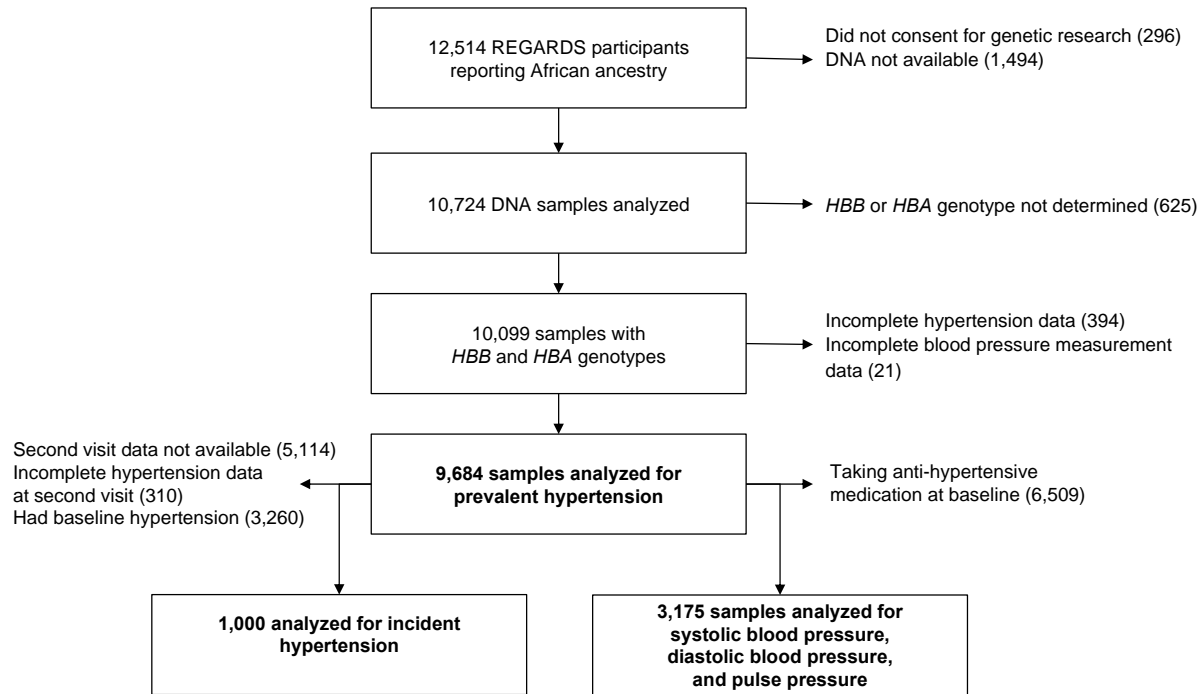 12,514 REGARDS participants
reporting African ancestry
Did not consent for genetic research (296)
DNA not available (1,494)
10,724 DNA samples analyzed
HBB or HBA genotype not determined (625)
10,099 samples with
HBB and HBA genotypes
Incomplete hypertension data (394)
Incomplete blood pressure measurement
data (21)
Second visit data not available (5,114)
Incomplete hypertension data
at second visit (310)
Had baseline hypertension (3,260)
9,684 samples analyzed for
prevalent hypertension
Taking anti-hypertensive
medication at baseline (6,509)
1,000 analyzed for incident
hypertension
3,175 samples analyzed for
systolic blood pressure,
diastolic blood pressure,
and pulse pressure